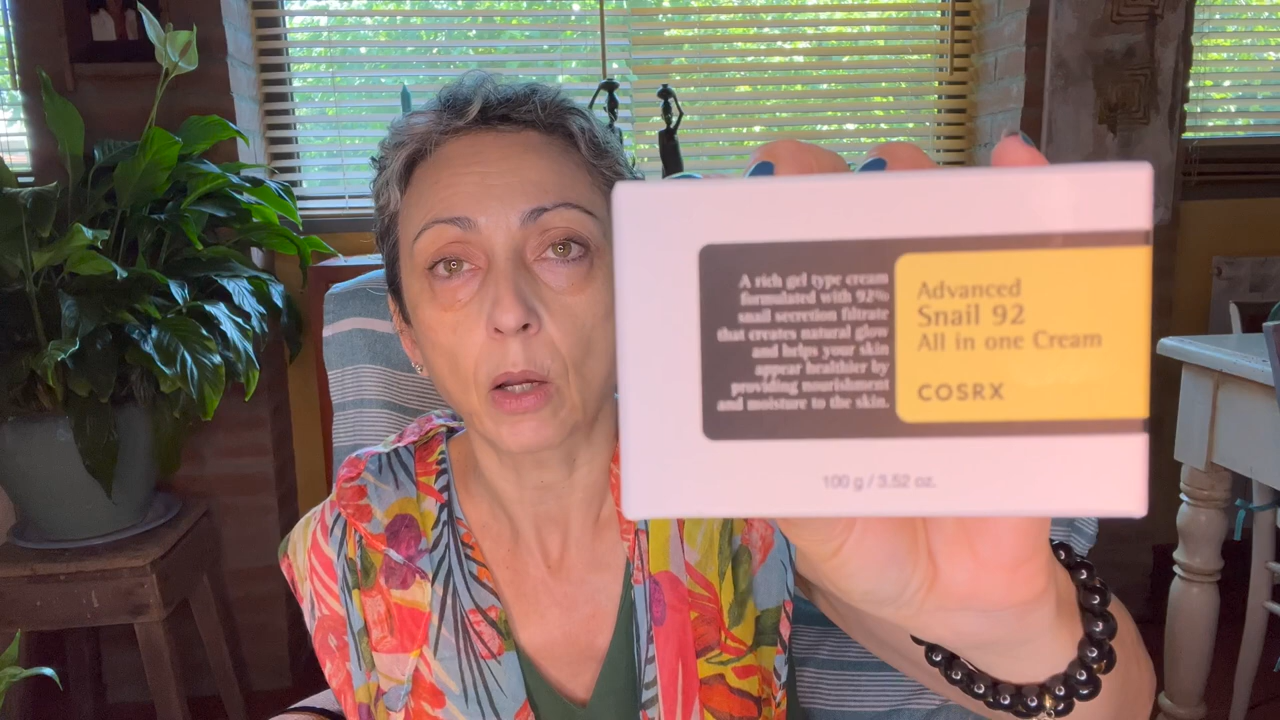 A rich gel type cream
formulated with 92%
snail secretion filtrate
that creates natural glow
and helps your skin
appear healthier by
providing nourishment
and moisture to the skin.
Advanced
Snail 92
All in one Cream
COSRX
100 g / 3.52 oz.